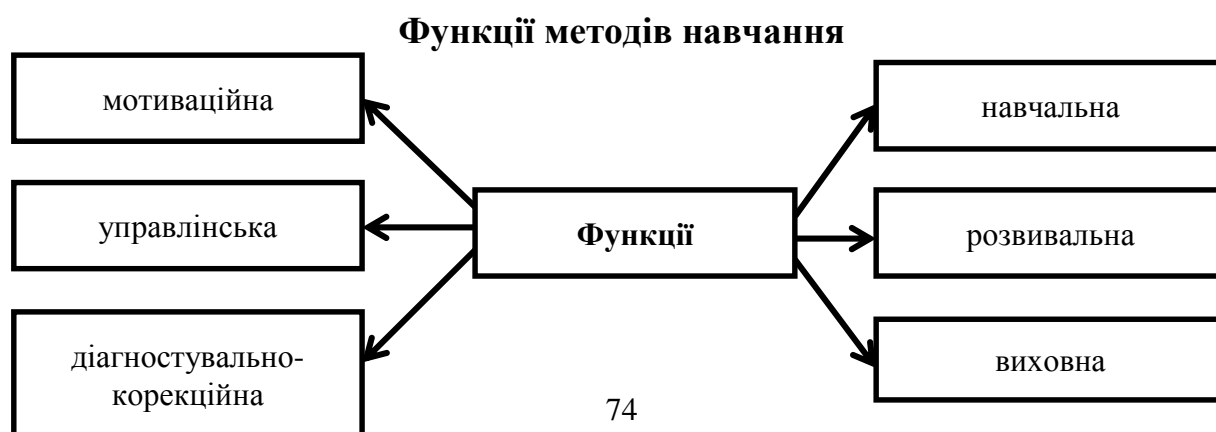 Функції методів навчання
мотиваційна
навчальна
управлінська
Функції
розвивальна
діагностувально-
корекційна
виховна
74